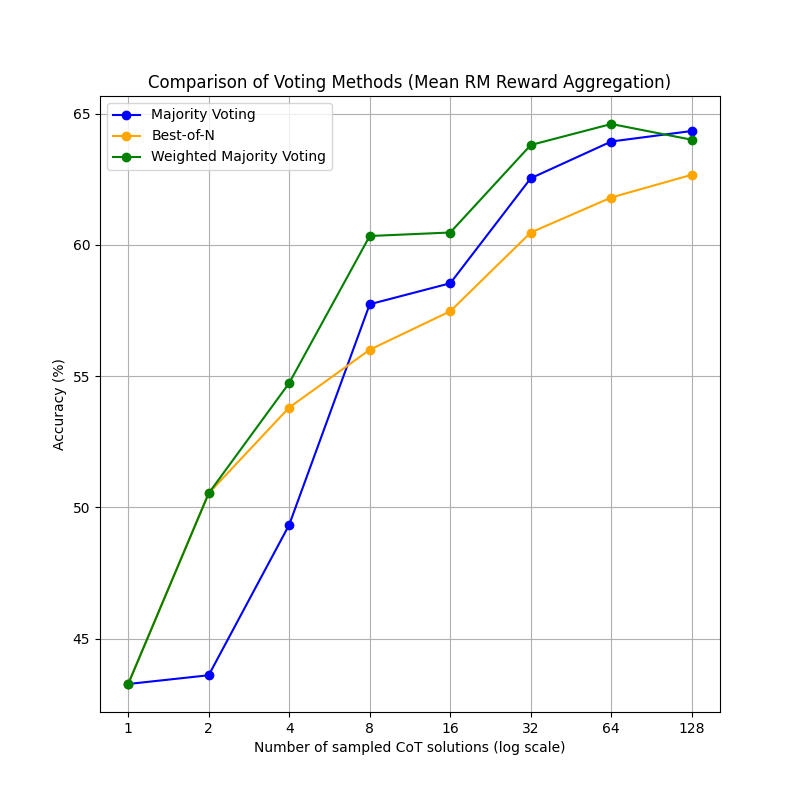 Comparison of Voting Methods (Mean RM Reward Aggregation)
Majority Voting
Best-of-N
Weighted Majority Voting
65
60
55
50
45
Accuracy (%)
1 2 4 8 16 32 64 128
Number of sampled CoT solutions (log scale)